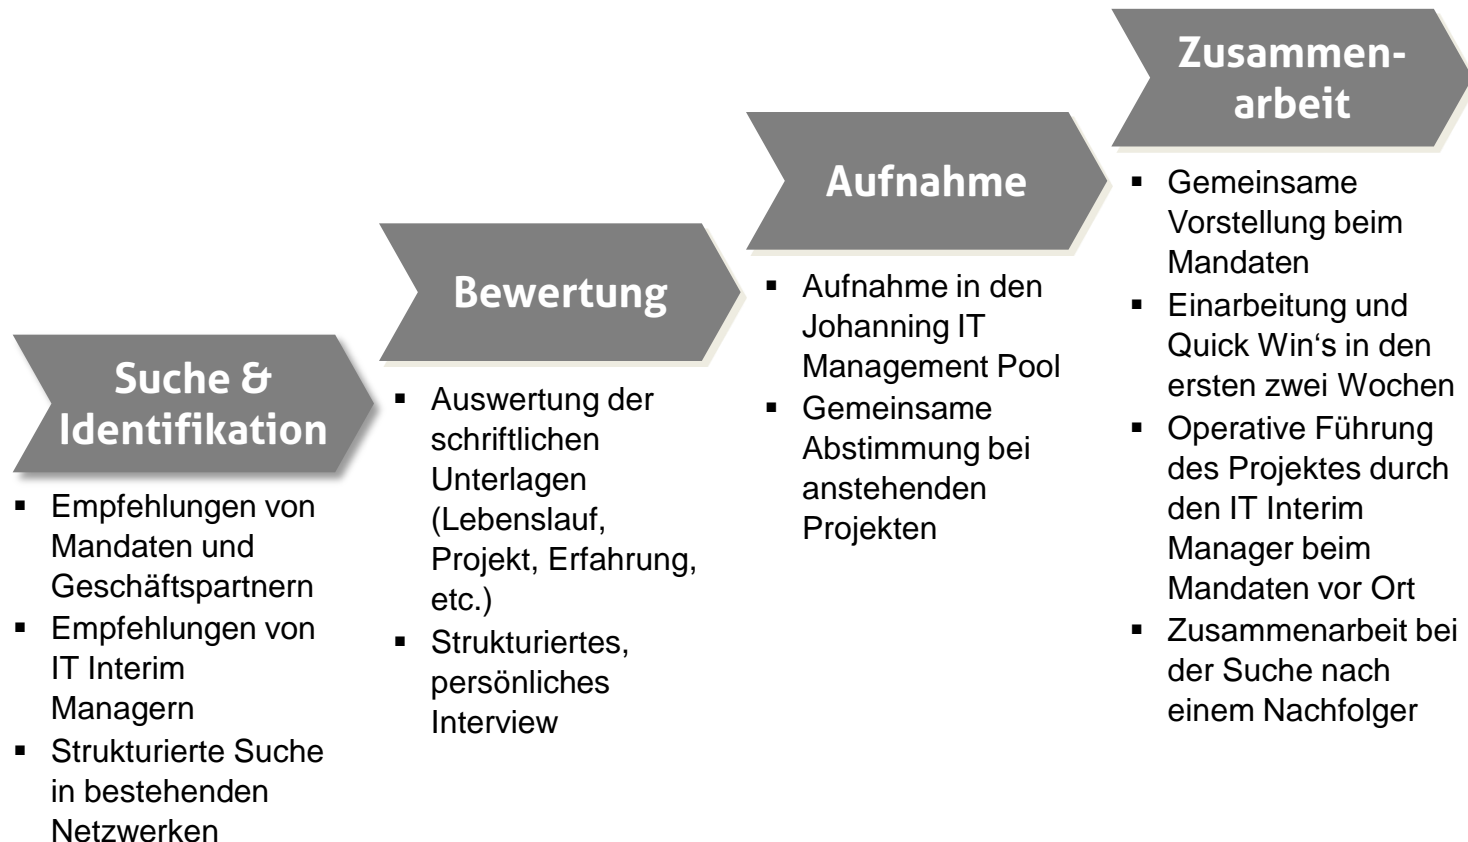 Suche &
Identifikation
▪ Empfehlungen von
Mandaten und
Geschäftspartnern
▪ Empfehlungen von
IT Interim
Managern
▪ Strukturierte Suche
in bestehenden
Netzwerken
Bewertung
▪ Auswertung der
schriftlichen
Unterlagen
(Lebenslauf,
Projekt, Erfahrung,
etc.)
▪ Strukturiertes,
persönliches
Interview
Aufnahme
▪ Aufnahme in den
Johanning IT
Management Pool
▪ Gemeinsame
Abstimmung bei
anstehenden
Projekten
Zusammen-
arbeit
▪ Gemeinsame
Vorstellung beim
Mandaten
▪ Einarbeitung und
Quick Win‘s in den
ersten zwei Wochen
▪ Operative Führung
des Projektes durch
den IT Interim
Manager beim
Mandaten vor Ort
▪ Zusammenarbeit bei
der Suche nach
einem Nachfolger